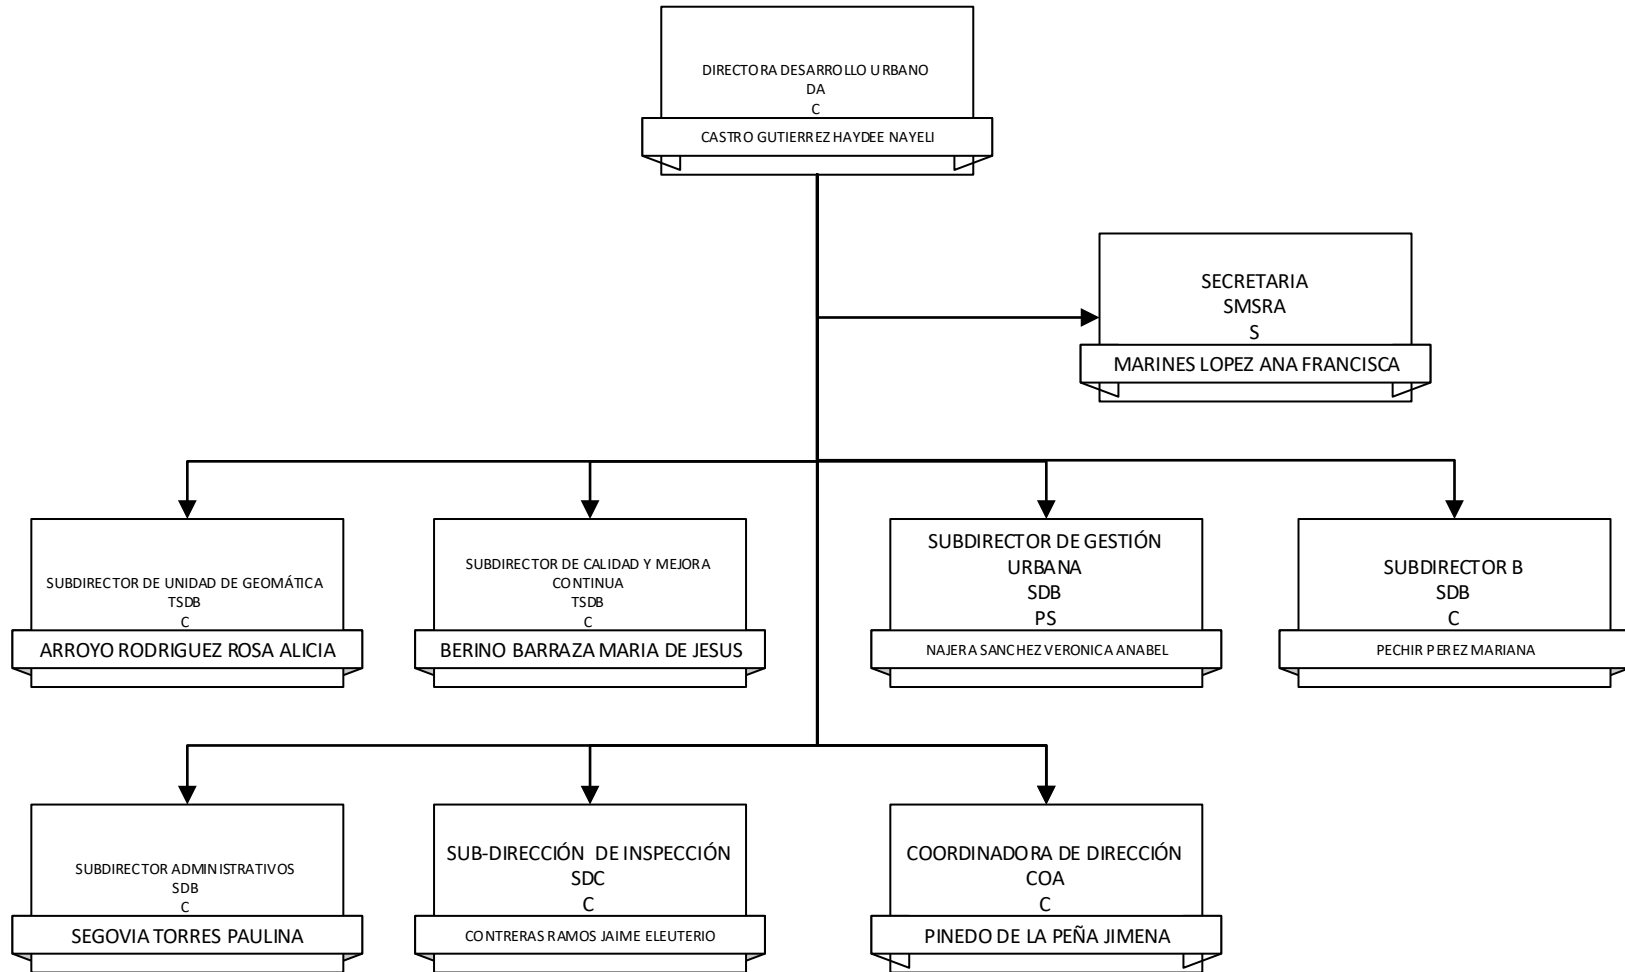 DIRECTORA DESARROLLO URBANO
DA
C
CASTRO GUTIERREZ HAYDEE NAYELI
SECRETARIA
SMSRA
S
MARINES LOPEZ ANA FRANCISCA
SUBDIRECTOR DE UNIDAD DE GEOMÁTICA
TSDB
C
ARROYO RODRIGUEZ ROSA ALICIA
SUBDIRECTOR DE CALIDAD Y MEJORA
CONTINUA
TSDB
C
BERINO BARRAZA MARIA DE JESUS
SUBDIRECTOR DE GESTIÓN
URBANA
SDB
PS
NAJERA SANCHEZ VERONICA ANABEL
SUBDIRECTOR B
SDB
C
PECHIR PEREZ MARIANA
SUBDIRECTOR ADMINISTRATIVOS
SDB
C
SEGOVIA TORRES PAULINA
SUB-DIRECCIÓN DE INSPECCIÓN
SDC
C
CONTRERAS RAMOS JAIME ELEUTERIO
COORDINADORA DE DIRECCIÓN
COA
C
PINEDO DE LA PEÑA JIMENA